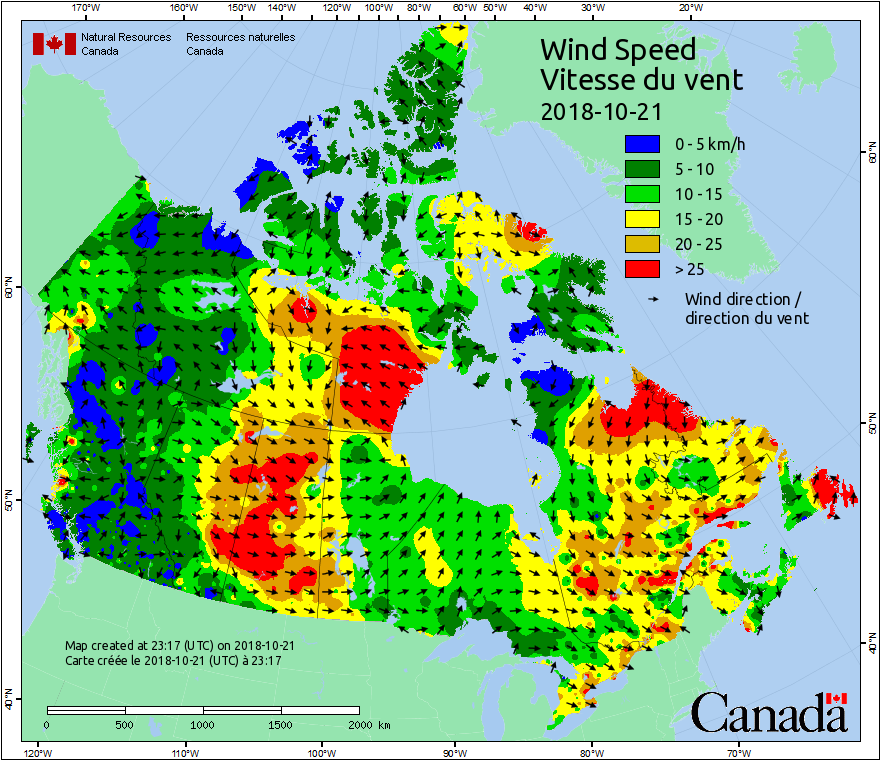 170°W 160°W 150°W 140°W 130°W 120°W 110°W 100°W 90°W 80°W 70°W 60°W 50°W 40°W 30°W 20°W
Natural Resources Canada
Ressources naturelles Canada
Wind Speed
Vitesse du vent
2018-10-21
0 - 5 km/h
5 - 10
10 - 15
15 - 20
20 - 25
> 25
Wind direction /
direction du vent
60°N
50°N
40°N
60°N
50°N
40°N
Map created at 23:17 (UTC) on 2018-10-21
Carte créée le 2018-10-21 (UTC) à 23:17
0 500 1000 1500 2000 km
Canada
120°W 110°W 100°W 90°W 80°W 70°W